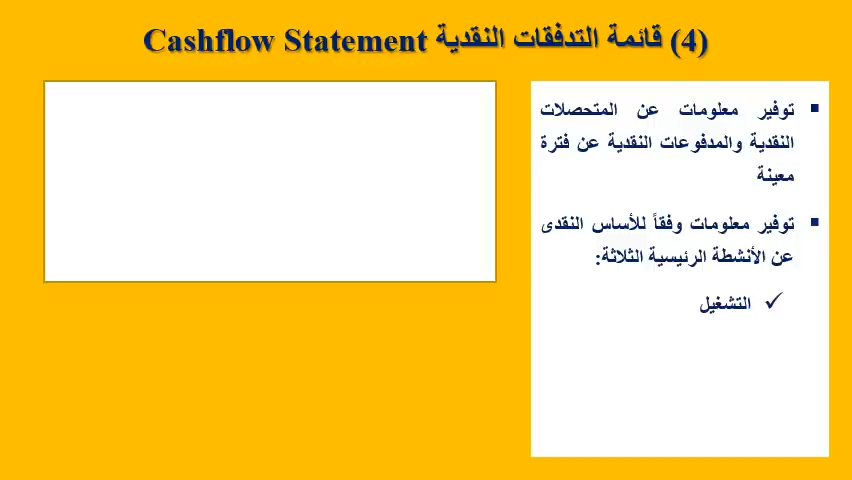 (4) قائمة التدفقات النقدية Cashflow Statement
▪ توفير معلومات عن المتحصلات
النقدية والمدفوعات النقدية عن فترة
معينة
▪ توفير معلومات وفقاً للأساس النقدى
عن الأنشطة الرئيسية الثلاثة:
✓ التشغيل